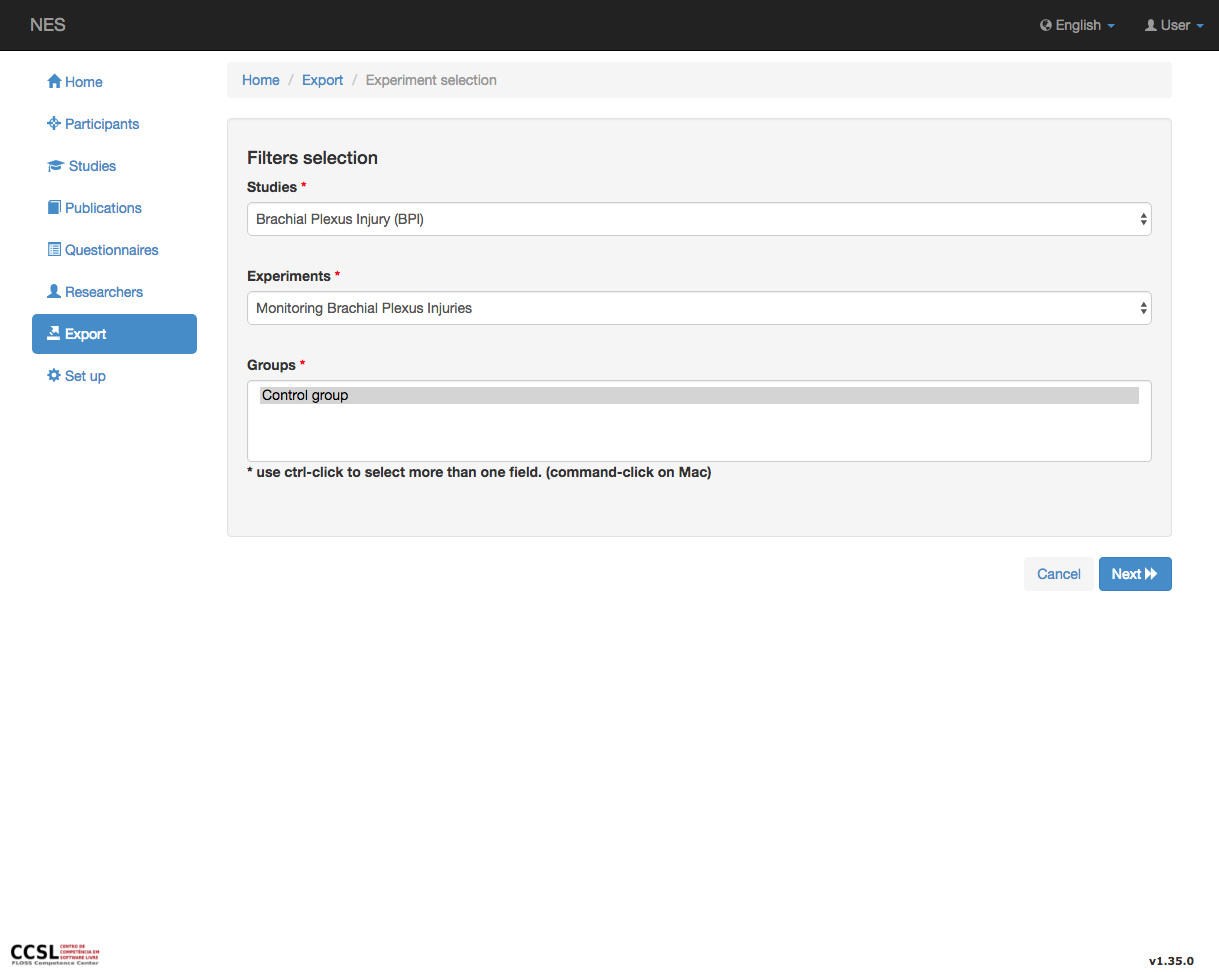 NES
English
User
Home
Participants
Studies
Publications
Questionnaires
Researchers
Export
Set up
Home / Export / Experiment selection
Filters selection
Studies *
Brachial Plexus Injury (BPI)
Experiments *
Monitoring Brachial Plexus Injuries
Groups *
Control group
* use ctrl-click to select more than one field. (command-click on Mac)
Cancel
Next
CCSL
CENTRO DE
COMPETÊNCIA EM
SOFTWARE LIVRE
FLOSS Competence Center
v1.35.0